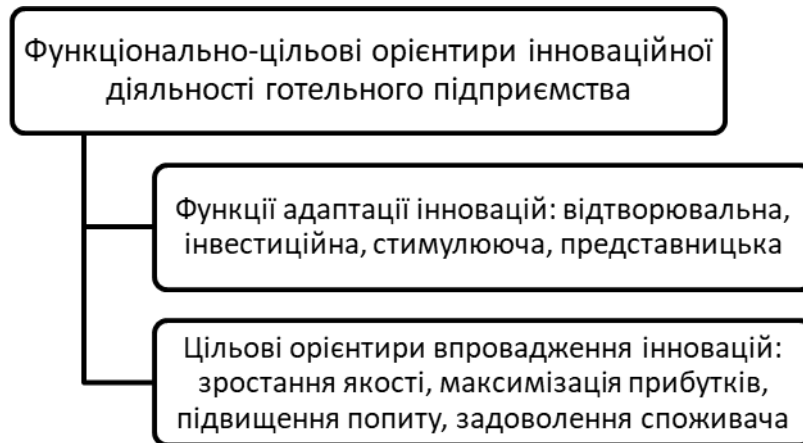 Функціонально-цільові орієнтири інноваційної
діяльності готельного підприємства
Функції адаптації інновацій: відтворювальна,
інвестиційна, стимулююча, представницька
Цільові орієнтири впровадження інновацій:
зростання якості, максимізація прибутків,
підвищення попиту, задоволення споживача